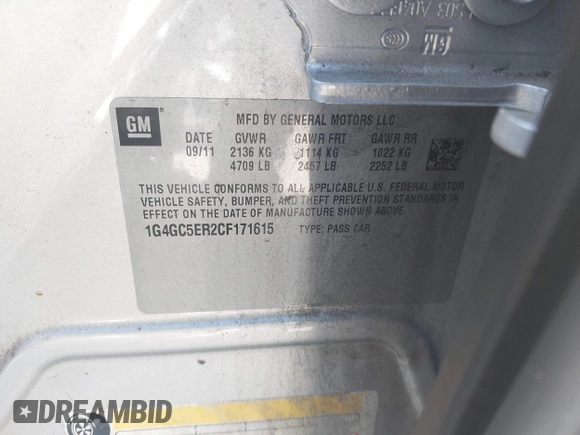 GM
MFD BY GENERAL MOTORS LLC
DATE GVWR GAWR FRT GAWR RR
09/11 2136 KG 1114 KG 1022 KG
4709 LB 2457 LB 2252 LB
THIS VEHICLE CONFORMS TO ALL APPLICABLE U.S. FEDERAL MOTOR
VEHICLE SAFETY, BUMPER, AND THEFT PREVENTION STANDARDS IN
EFFECT ON THE DATE OF MANUFACTURE SHOWN ABOVE.
1G4GC5ER2CF171615 TYPE: PASS CAR
DREAMBID